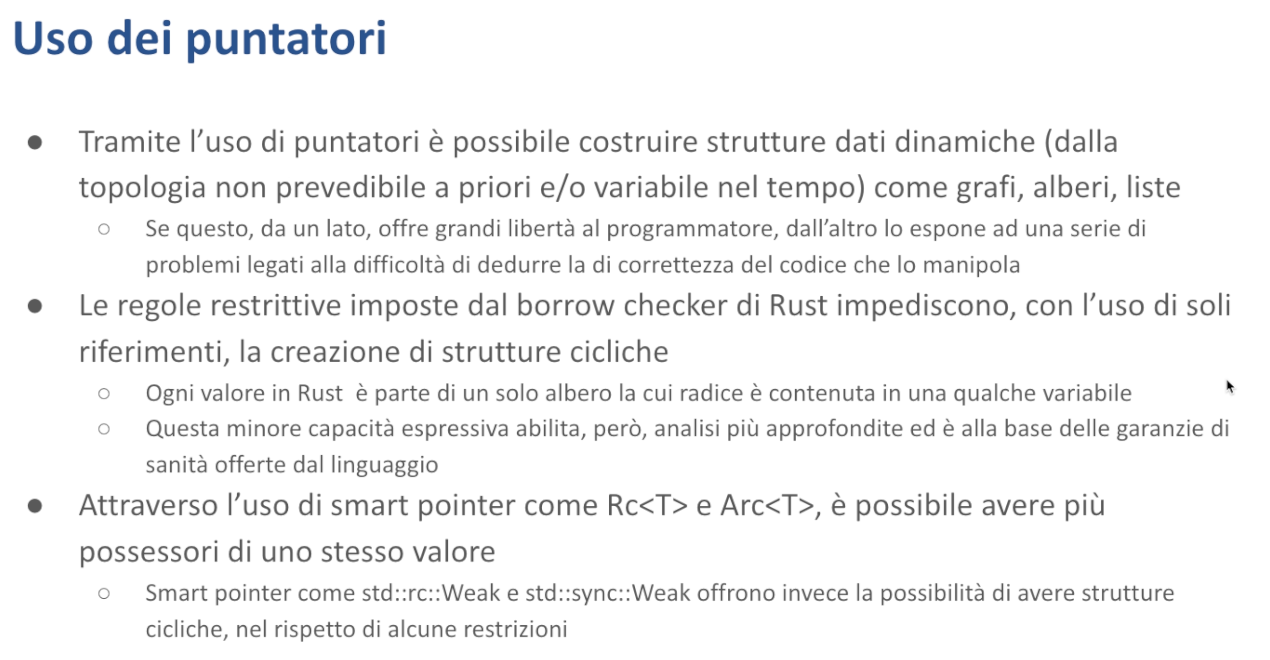 Uso dei puntatori
● Tramite l’uso di puntatori è possibile costruire strutture dati dinamiche (dalla
topologia non prevedibile a priori e/o variabile nel tempo) come grafi, alberi, liste
○ Se questo, da un lato, offre grandi libertà al programmatore, dall’altro lo espone ad una serie di
problemi legati alla difficoltà di dedurre la di correttezza del codice che lo manipola
● Le regole restrittive imposte dal borrow checker di Rust impediscono, con l’uso di soli
riferimenti, la creazione di strutture cicliche
○ Ogni valore in Rust è parte di un solo albero la cui radice è contenuta in una qualche variabile
○ Questa minore capacità espressiva abilita, però, analisi più approfondite ed è alla base delle garanzie di
sanità offerte dal linguaggio
● Attraverso l’uso di smart pointer come Rc<T> e Arc<T>, è possibile avere più
possessori di uno stesso valore
○ Smart pointer come std::rc::Weak e std::sync::Weak offrono invece la possibilità di avere strutture
cicliche, nel rispetto di alcune restrizioni